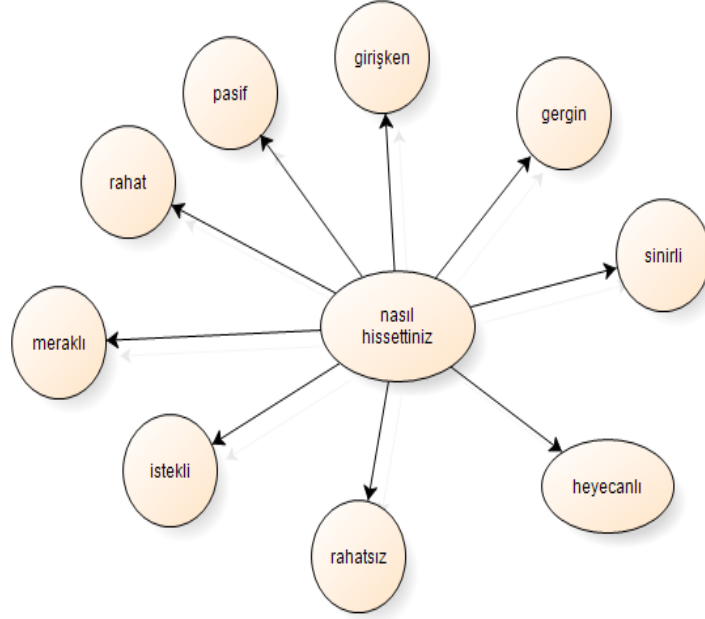 girişken
pasif
gergin
rahat
sinirli
nasıl
hissettiniz
meraklı
istekli
heyecanlı
rahatsız